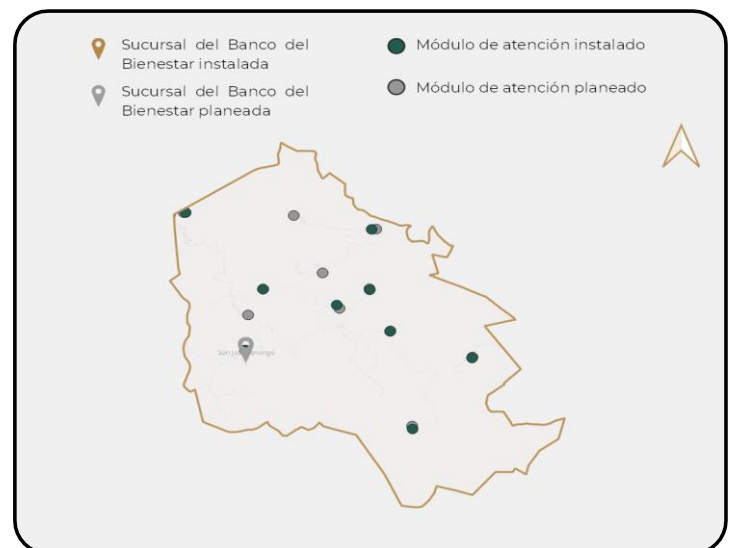 Sucursal del Banco del
Bienestar instalada
Sucursal del Banco del
Bienestar planeada
Módulo de atención instalado
Módulo de atención planeado